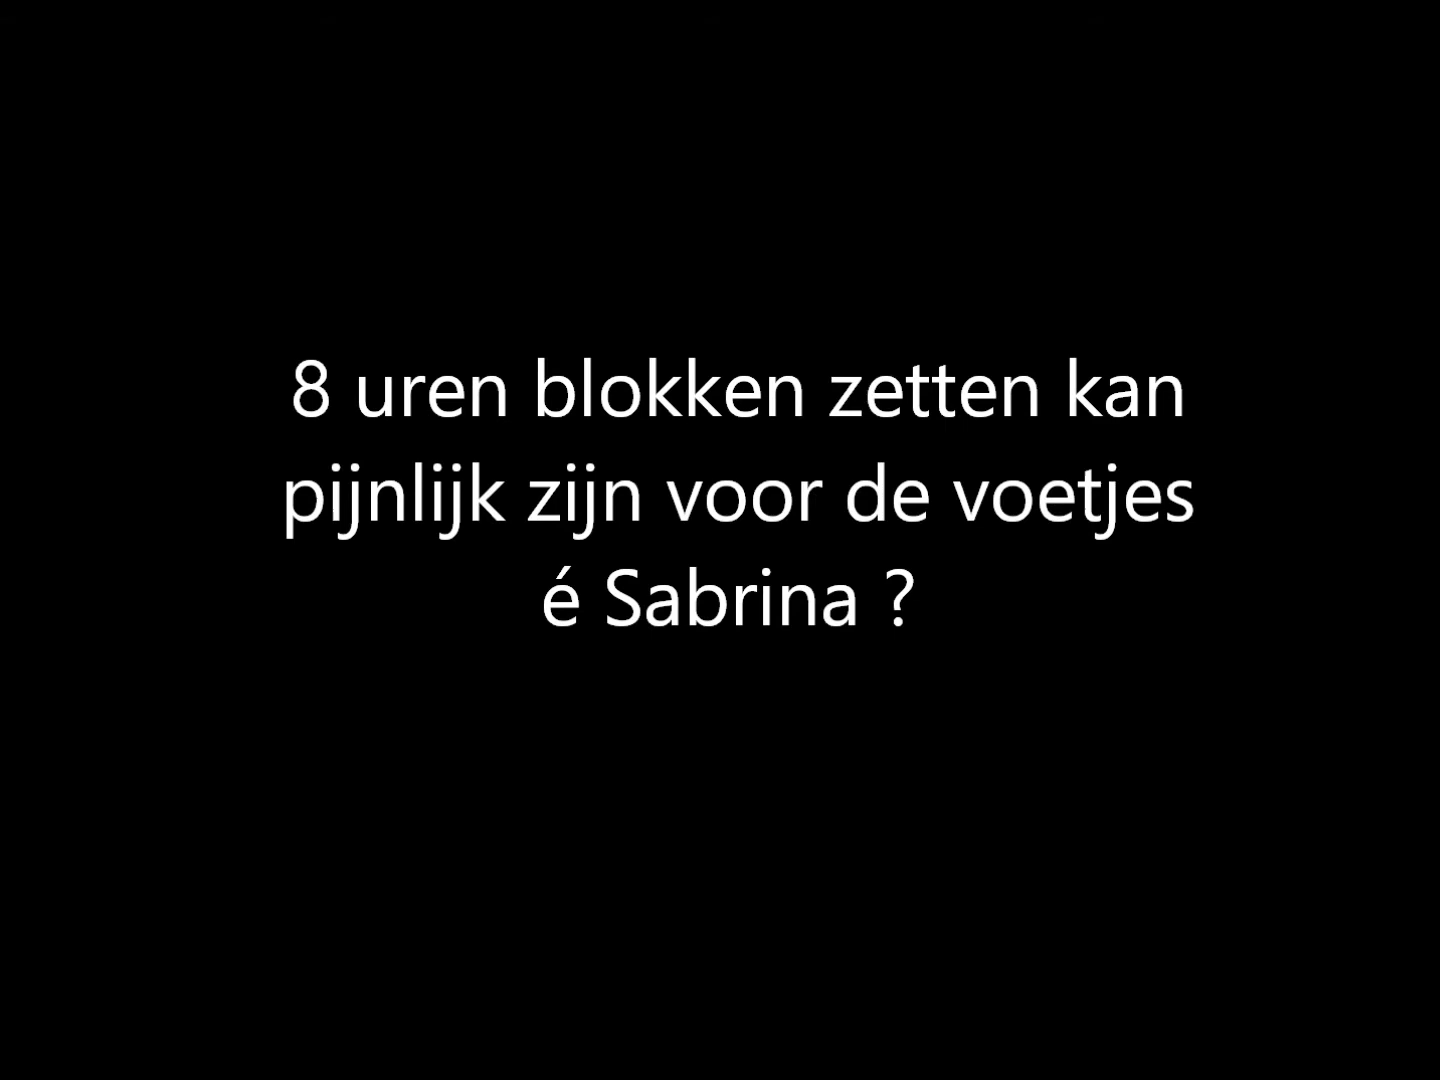 8 uren blokken zetten kan
pijnlijk zijn voor de voetjes
é Sabrina ?